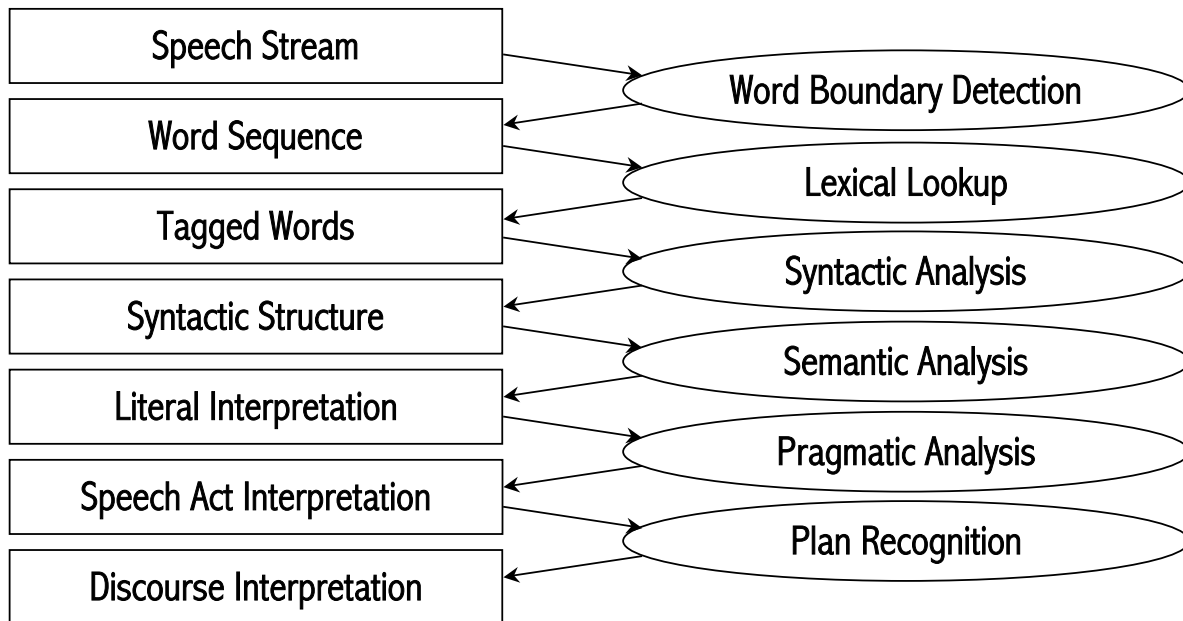 Speech Stream
Word Boundary Detection
Word Sequence
Lexical Lookup
Tagged Words
Syntactic Analysis
Syntactic Structure
Semantic Analysis
Literal Interpretation
Pragmatic Analysis
Speech Act Interpretation
Plan Recognition
Discourse Interpretation